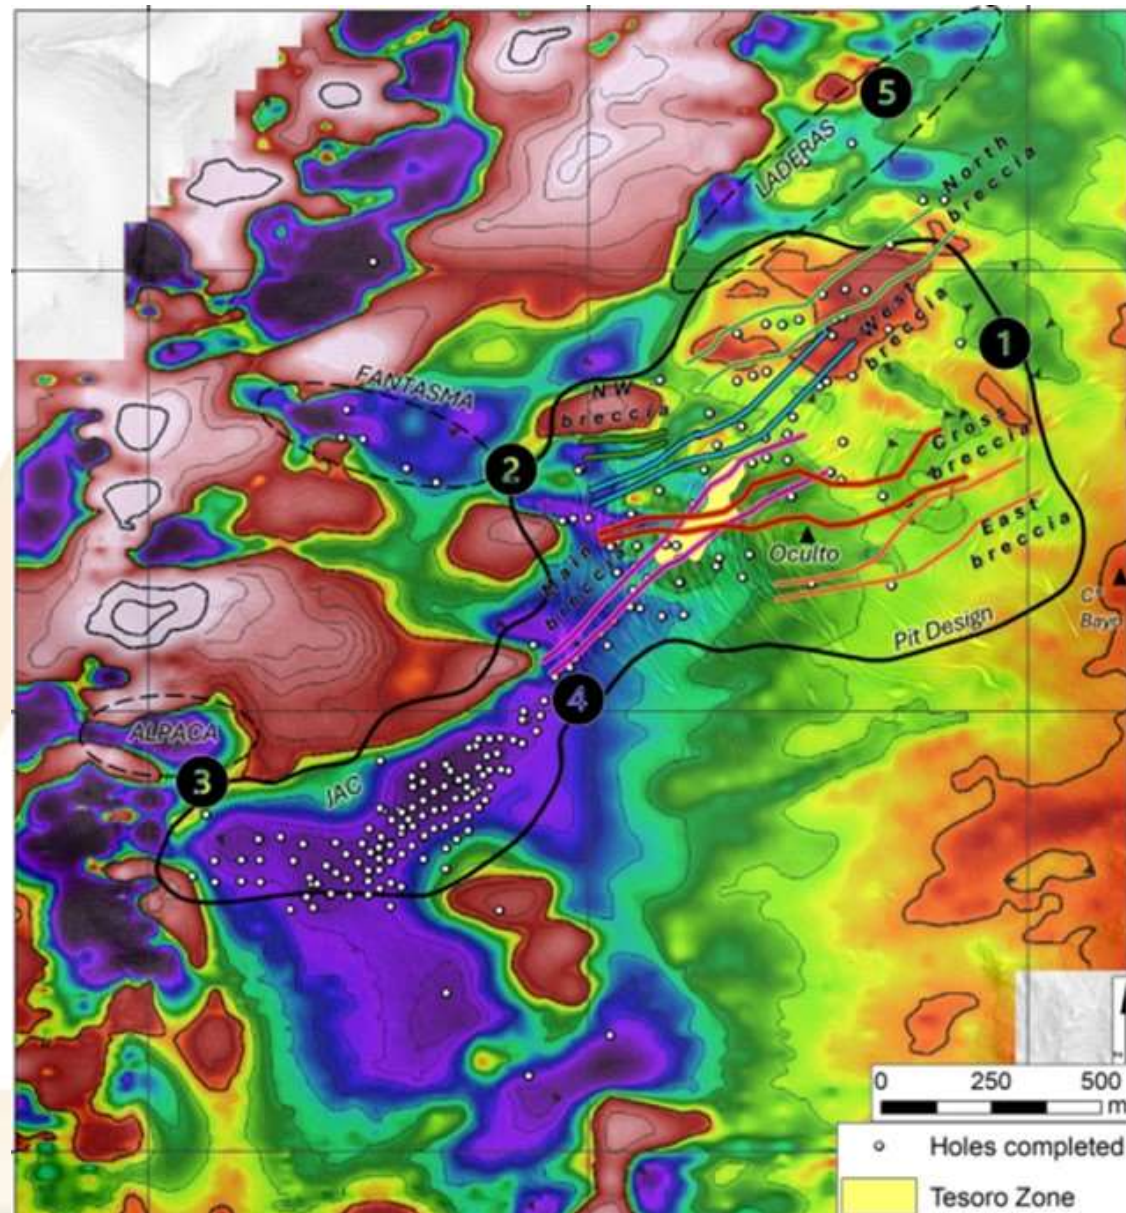 5
LADERAS
North
breccia
1
West
breccia
FANTASMA
NW
breccia
2
Cross
breccia
Oculto
East
breccia
Main
breccia
Pit Design
Bayo
4
ALPACA
3
JAC
0 250 500
m
Holes completed
Tesoro Zone